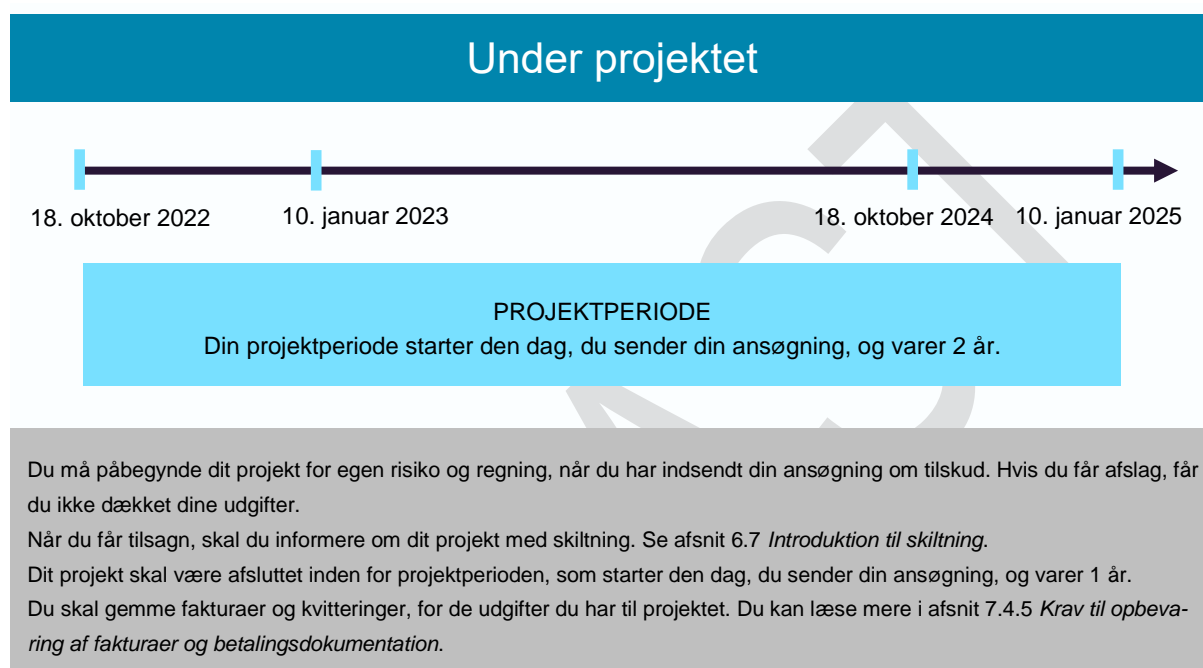 Under projektet
18. oktober 2022
10. januar 2023
18. oktober 2024
10. januar 2025
PROJEKTPERIODE
Din projektperiode starter den dag, du sender din ansøgning, og varer 2 år.
Du må påbegynde dit projekt for egen risiko og regning, når du har indsendt din ansøgning om tilskud. Hvis du får afslag, får
du ikke dækket dine udgifter.
Når du får tilsagn, skal du informere om dit projekt med skiltning. Se afsnit 6.7 Introduktion til skiltning.
Dit projekt skal være afsluttet inden for projektperioden, som starter den dag, du sender din ansøgning, og varer 1 år.
Du skal gemme fakturaer og kvitteringer, for de udgifter du har til projektet. Du kan læse mere i afsnit 7.4.5 Krav til opbeva-
ring af fakturaer og betalingsdokumentation.